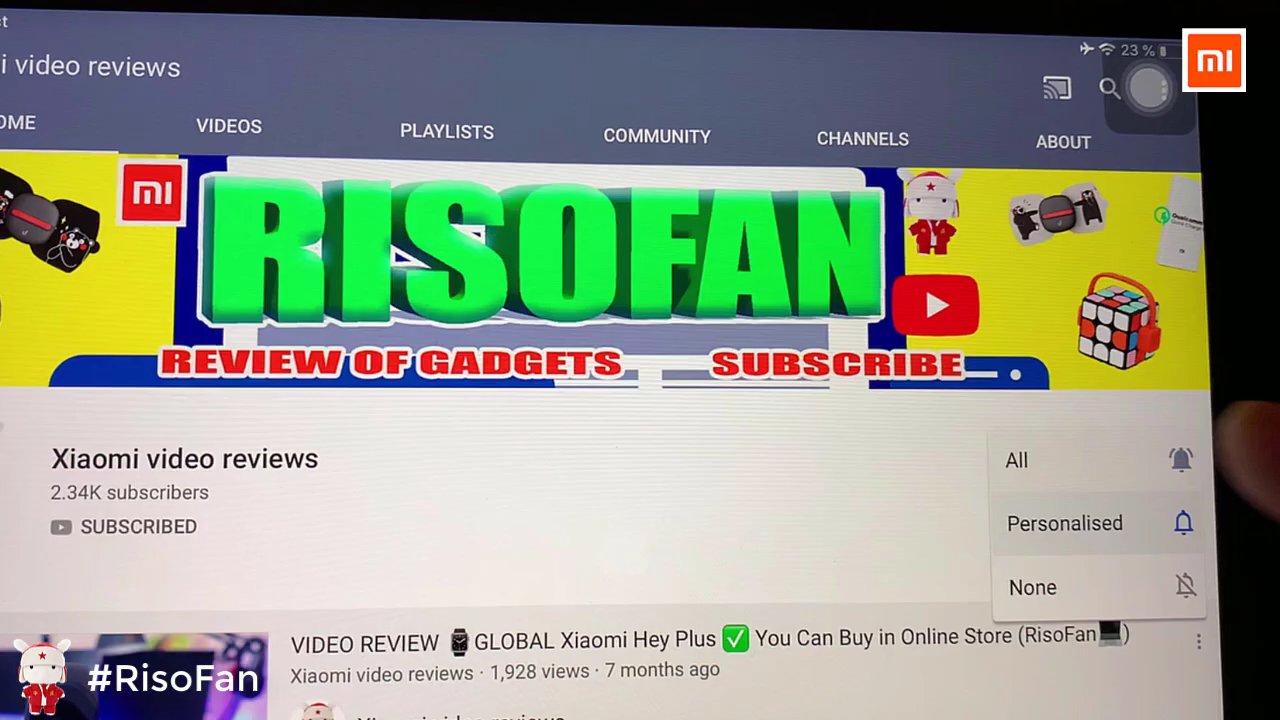 ct
i video reviews
23 %
OME
VIDEOS
PLAYLISTS
COMMUNITY
CHANNELS
ABOUT
RISOFAN
REVIEW OF GADGETS
SUBSCRIBE
Xiaomi video reviews
2.34K subscribers
SUBSCRIBED
All
Personalised
None
VIDEO REVIEW ⌚GLOBAL Xiaomi Hey Plus ✅ You Can Buy in Online Store (RisoFan💻)
Xiaomi video reviews · 1,928 views · 7 months ago
#RisoFan